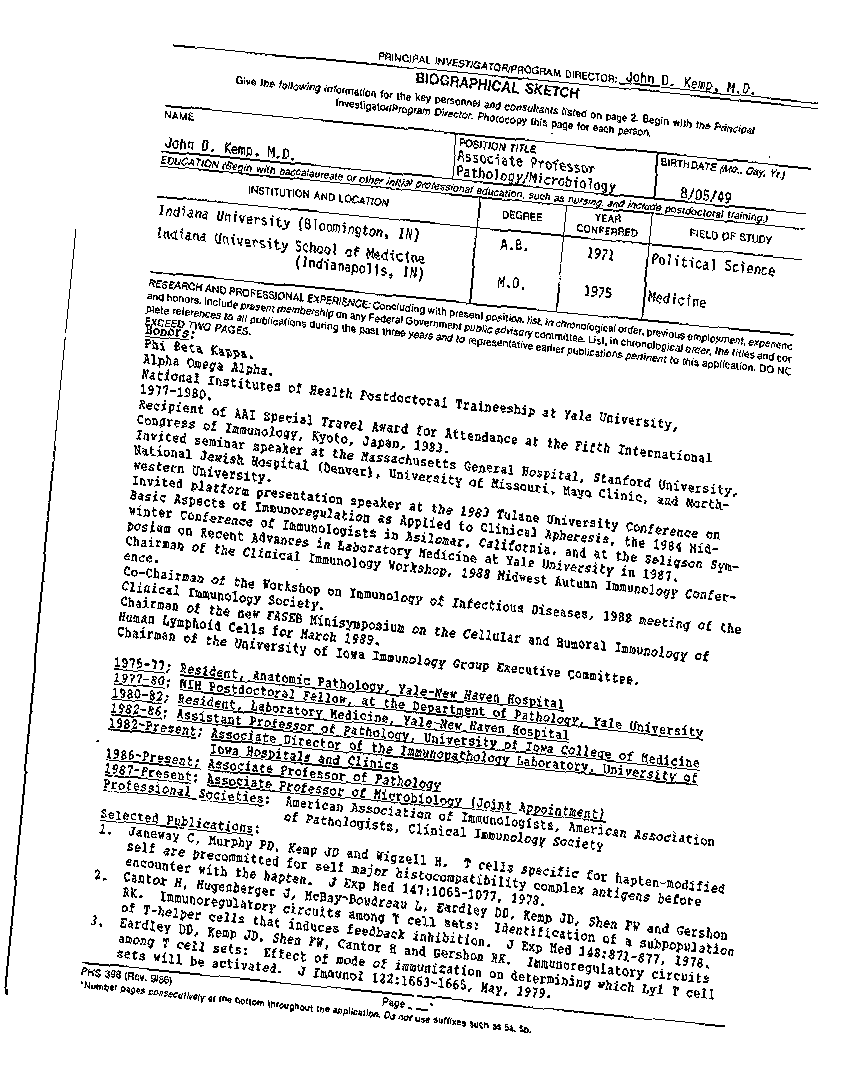 PRINCIPAL INVESTIGATOR/PROGRAM DIRECTOR: John D. Kemp, M.D.
BIOGRAPHICAL SKETCH
Give the following information for the key personnel and consultants listed on page 2. Begin with the Principal
Investigator/Program Director. Photocopy this page for each person.
NAME
John D. Kemp, M.D.
POSITION TITLE
Associate Professor
Pathology/Microbiology
BIRTHDATE (Mo., Day, Yr.)
8/05/49
EDUCATION (Begin with baccalaureate or other initial professional education, such as nursing, and include postdoctoral training.)
INSTITUTION AND LOCATION
DEGREE
YEAR
CONFERRED
FIELD OF STUDY
Indiana University (Bloomington, IN)
A.B.
1971
Political Science
Indiana University School of Medicine
(Indianapolis, IN)
M.D.
1975
Medicine
RESEARCH AND PROFESSIONAL EXPERIENCE: Concluding with present position, list, in chronological order, previous employment, experienc
and honors. Include present membership on any Federal Government public advisory committee. List, in chronological order, the titles and cor
plete references to all publications during the past three years and to representative earlier publications pertinent to this application. DO NC
EXCEED TWO PAGES.
Honors:
Phi Beta Kappa.
Alpha Omega Alpha.
National Institutes of Health Postdoctoral Traineeship at Yale University,
1977-1980.
Recipient of AAI Special Travel Award for Attendance at the Fifth International
Congress of Immunology, Kyoto, Japan, 1983.
Invited seminar speaker at the Massachusetts General Hospital, Stanford University,
National Jewish Hospital (Denver), University of Missouri, Mayo Clinic, and North-
western University.
Invited platform presentation speaker at the 1983 Tulane University Conference on
Basic Aspects of Immunoregulation as Applied to Clinical Apheresis, the 1984 Mid-
winter Conference of Immunologists in Asilomar, California, and at the Seligson Sym-
posium on Recent Advances in Laboratory Medicine at Yale University in 1987.
Chairman of the Clinical Immunology Workshop, 1988 Midwest Autumn Immunology Confer-
ence.
Co-Chairman of the Workshop on Immunology of Infectious Diseases, 1988 meeting of the
Clinical Immunology Society.
Chairman of the new FASEB Minisymposium on the Cellular and Humoral Immunology of
Human Lymphoid Cells for March 1989.
Chairman of the University of Iowa Immunology Group Executive Committee.
1975-77; Resident, Anatomic Pathology, Yale-New Haven Hospital
1977-80; NIH Postdoctoral Fellow, at the Department of Pathology, Yale University
1980-82; Resident, Laboratory Medicine, Yale-New Haven Hospital
1982-86; Assistant Professor of Pathology, University of Iowa College of Medicine
1982-Present; Associate Director of the Immunopathology Laboratory, University of
Iowa Hospitals and Clinics
1986-Present; Associate Professor of Pathology
1987-Present; Associate Professor of Microbiology (Joint Appointment)
Professional Societies: American Association of Immunologists, American Association
of Pathologists, Clinical Immunology Society
Selected Publications:
1. Janeway C, Murphy PD, Kemp JD and Wigzell H. T cells specific for hapten-modified
self are precommitted for self major histocompatibility complex antigens before
encounter with the hapten. J Exp Med 147:1065-1077, 1978.
2. Cantor H, Hugenberger J, McVay-Boudreau L, Eardley DD, Kemp JD, Shen FW and Gershon
RK. Immunoregulatory circuits among T cell sets: Identification of a subpopulation
of T-helper cells that induces feedback inhibition. J Exp Med 148:871-877, 1978.
3. Eardley DD, Kemp JD, Shen FW, Cantor H and Gershon RK. Immunoregulatory circuits
among T cell sets: Effect of mode of immunization on determining which Ly1 T cell
sets will be activated. J Immunol 122:1663-1665, May, 1979.
PHS 398 (Rev. 9/86)
Page ___*
*Number pages consecutively at the bottom throughout the application. Do not use suffixes such as 5a, 5b.